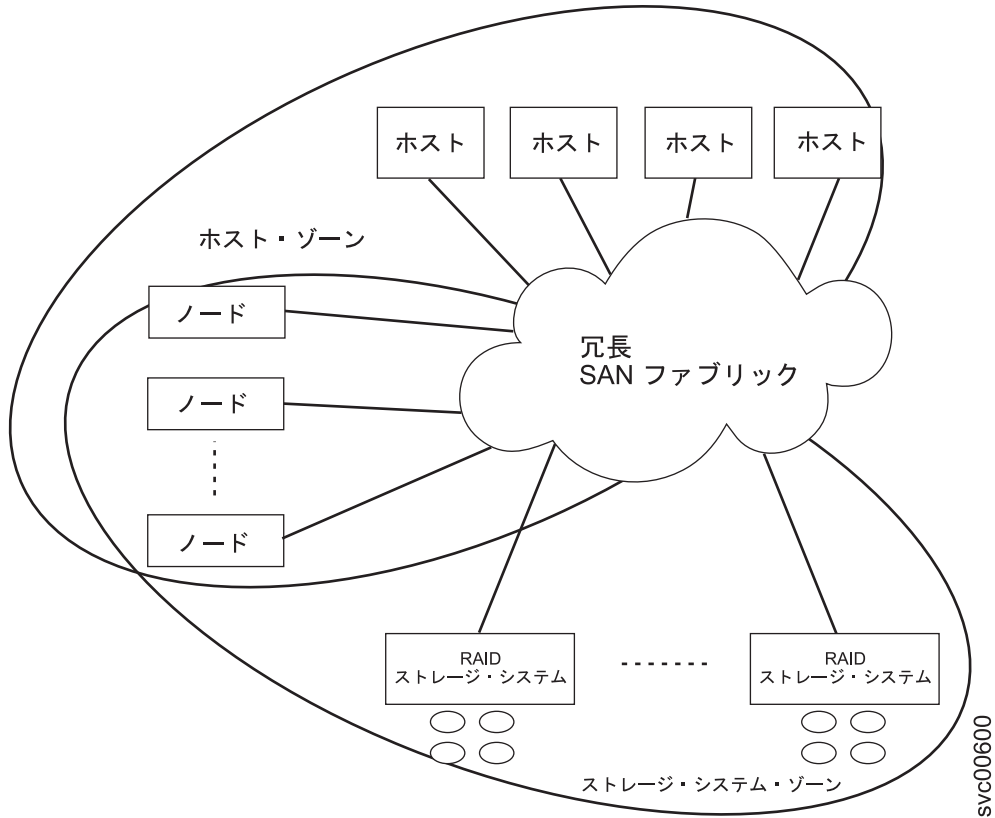 ホスト
ホスト
ホスト
ホスト
ホスト・ゾーン
ノード
冗長
SAN ファブリック
ノード
ノード
RAID
ストレージ・システム
RAID
ストレージ・システム
ストレージ・システム・ゾーン
svc00600